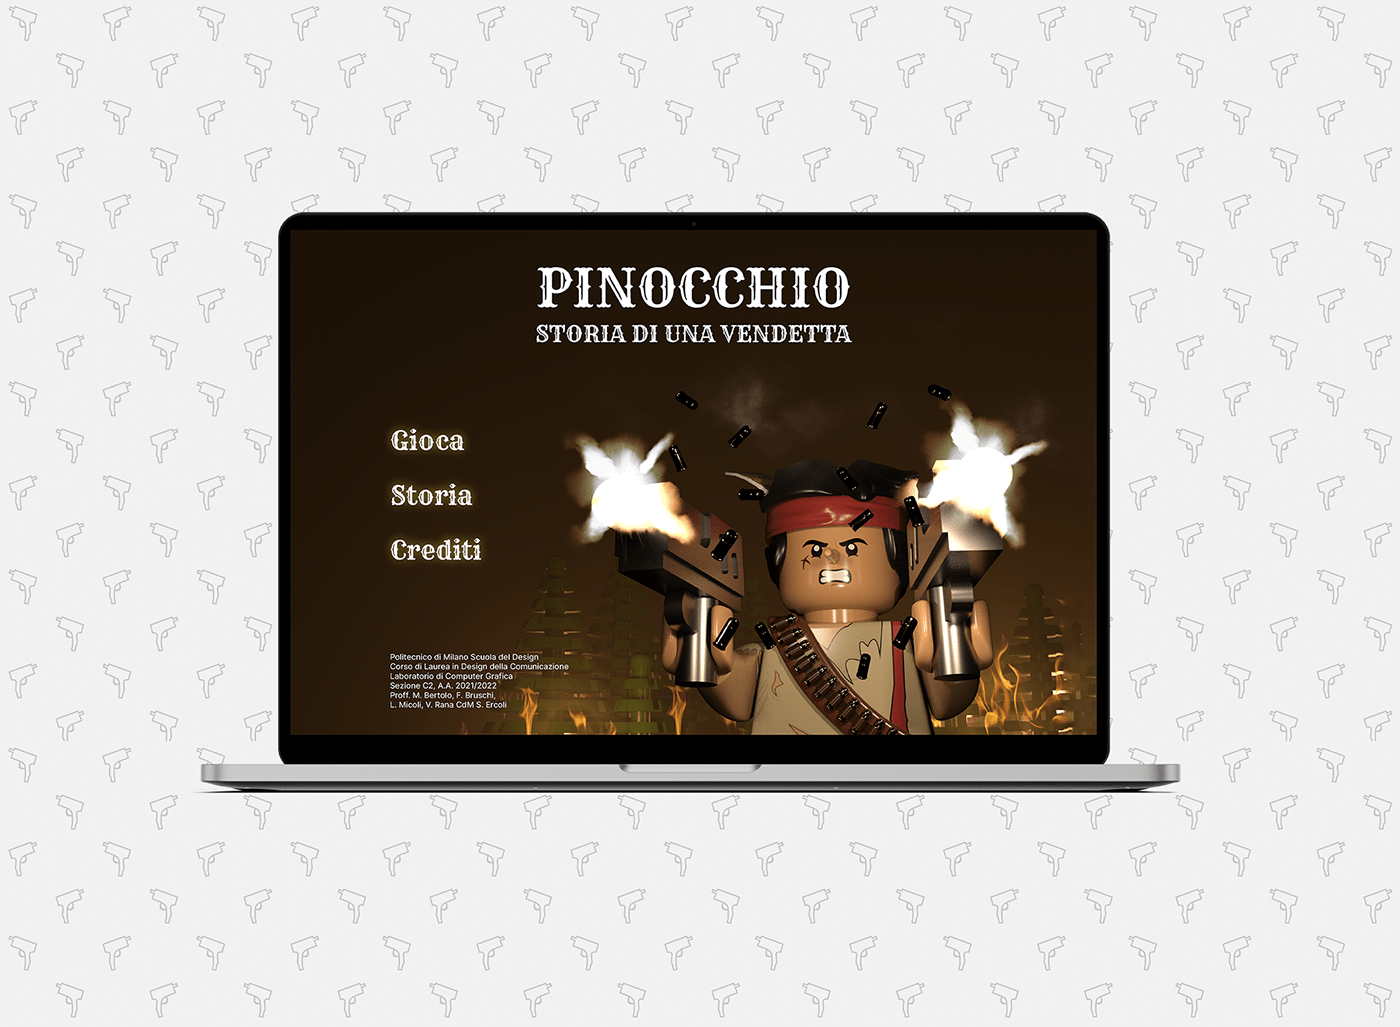 PINOCCHIO
STORIA DI UNA VENDETTA
Gioca
Storia
Crediti
Politecnico di Milano Scuola del Design
Corso di Laurea in Design della Comunicazione
Laboratorio di Computer Grafica
Sezione C2, A.A. 2021/2022
Proff. M. Bertolo, F. Bruschi,
L. Micoli, V. Rana CdM S. Ercoli